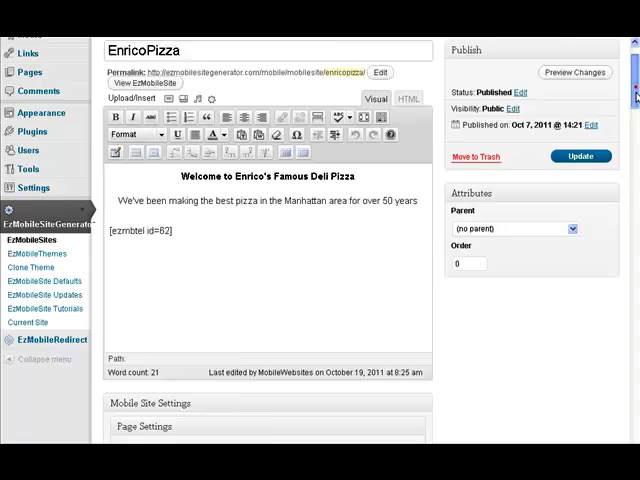 Links
Pages
Comments
Appearance
Plugins
Users
Tools
Settings
EzMobileSiteGenerator
EzMobileSites
EzMobileThemes
Clone Theme
EzMobileSite Defaults
EzMobileSite Updates
EzMobileSite Tutorials
Current Site
EzMobileRedirect
Collapse menu
EnricoPizza
Permalink: http://ezmobilesitegenerator.com/mobile/mobilesite/enricopizza/ Edit
View EzMobileSite
Upload/Insert
Visual HTML
B I ABC
Format U A
Welcome to Enrico's Famous Deli Pizza
We've been making the best pizza in the Manhattan area for over 50 years
[ezmbtel id=82]
Path:
Word count: 21 Last edited by MobileWebsites on October 19, 2011 at 8:25 am
Mobile Site Settings
Page Settings
Publish
Preview Changes
Status: Published Edit
Visibility: Public Edit
Published on: Oct 7, 2011 @ 14:21 Edit
Move to Trash Update
Attributes
Parent
(no parent)
Order
0